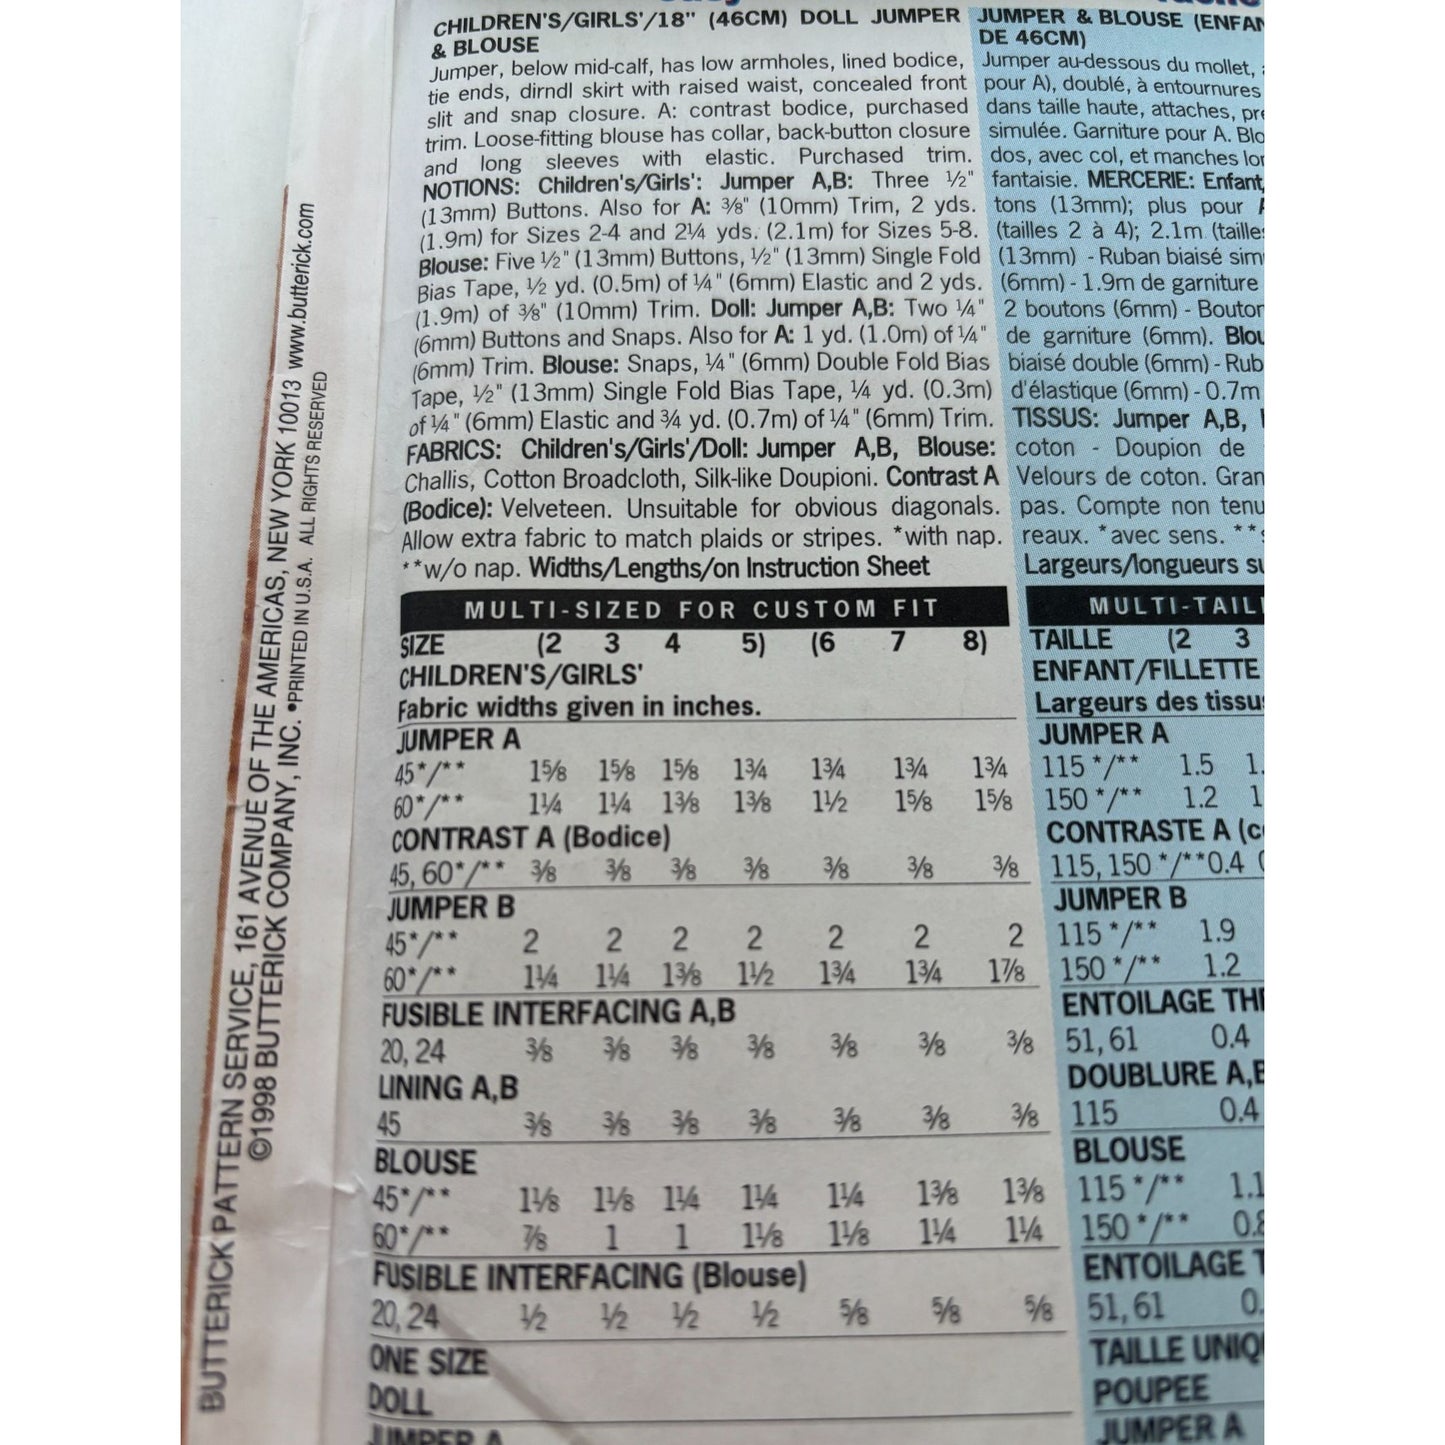 CHILDREN'S/GIRLS'/18" (46CM) DOLL JUMPER
& BLOUSE
Jumper, below mid-calf, has low armholes, lined bodice,
tie ends, dirndl skirt with raised waist, concealed front
slit and snap closure. A: contrast bodice, purchased
trim. Loose-fitting blouse has collar, back-button closure
and long sleeves with elastic. Purchased trim.
NOTIONS: Children's/Girls': Jumper A,B: Three ½"
(13mm) Buttons. Also for A: ⅜" (10mm) Trim, 2 yds.
(1.9m) for Sizes 2-4 and 2¼ yds. (2.1m) for Sizes 5-8.
Blouse: Five ½" (13mm) Buttons, ½" (13mm) Single Fold
Bias Tape, ½ yd. (0.5m) of ¼" (6mm) Elastic and 2 yds.
(1.9m) of ⅜" (10mm) Trim. Doll: Jumper A,B: Two ¼"
(6mm) Buttons and Snaps. Also for A: 1 yd. (1.0m) of ¼"
(6mm) Trim. Blouse: Snaps, ¼" (6mm) Double Fold Bias
Tape, ½" (13mm) Single Fold Bias Tape, ¼ yd. (0.3m)
of ¼" (6mm) Elastic and ¾ yd. (0.7m) of ¼" (6mm) Trim.
FABRICS: Children's/Girls'/Doll: Jumper A,B, Blouse:
Challis, Cotton Broadcloth, Silk-like Doupioni. Contrast A
(Bodice): Velveteen. Unsuitable for obvious diagonals.
Allow extra fabric to match plaids or stripes. *with nap.
**w/o nap. Widths/Lengths/on Instruction Sheet
MULTI-SIZED FOR CUSTOM FIT
SIZE (2 3 4 5) (6 7 8)
CHILDREN'S/GIRLS'
Fabric widths given in inches.
JUMPER A
45*/** 1⅝ 1⅝ 1⅝ 1¾ 1¾ 1¾ 1¾
60*/** 1¼ 1¼ 1⅜ 1⅜ 1½ 1⅝ 1⅝
CONTRAST A (Bodice)
45, 60*/** ⅜ ⅜ ⅜ ⅜ ⅜ ⅜ ⅜
JUMPER B
45*/** 2 2 2 2 2 2 2
60*/** 1¼ 1¼ 1⅜ 1½ 1¾ 1¾ 1⅞
FUSIBLE INTERFACING A,B
20, 24 ⅜ ⅜ ⅜ ⅜ ⅜ ⅜ ⅜
LINING A,B
45 ⅜ ⅜ ⅜ ⅜ ⅜ ⅜ ⅜
BLOUSE
45*/** 1⅛ 1⅛ 1¼ 1¼ 1¼ 1⅜ 1⅜
60*/** ⅞ 1 1 1⅛ 1⅛ 1¼ 1¼
FUSIBLE INTERFACING (Blouse)
20, 24 ½ ½ ½ ½ ⅝ ⅝ ⅝
ONE SIZE
DOLL
JUMPER A
JUMPER & BLOUSE
DE 46CM)
Jumper au-dessous du mollet,
pour A), doublé, à entournures
dans taille haute, attaches,
simulée. Garniture pour A.
dos, avec col, et manches
fantaisie. MERCERIE: Enfant,
tons (13mm); plus pour
(tailles 2 à 4); 2.1m
(13mm) - Ruban biaisé
(6mm) - 1.9m de garniture
2 boutons (6mm) -
de garniture (6mm).
biaisé double (6mm) -
d'élastique (6mm) - 0.7m
TISSUS: Jumper A,B,
coton - Doupion de
Velours de coton.
pas. Compte non
reaux. *avec sens. **
Largeurs/longueurs
MULTI-
TAILLE (2 3
ENFANT/FILLETTE
Largeurs des
JUMPER A
115 */** 1.5
150 */** 1.2
CONTRASTE A
115, 150 */** 0.4
JUMPER B
115 */** 1.9
150 */** 1.2
ENTOILAGE
51, 61 0.4
DOUBLURE A,B
115 0.4
BLOUSE
115 */**
150 */**
ENTOILAGE
51, 61
TAILLE
POUPEE
JUMPER A
BUTTERICK PATTERN SERVICE, 161 AVENUE OF THE AMERICAS, NEW YORK 10013 www.butterick.com
©1998 BUTTERICK COMPANY, INC. •PRINTED IN U.S.A. ALL RIGHTS RESERVED